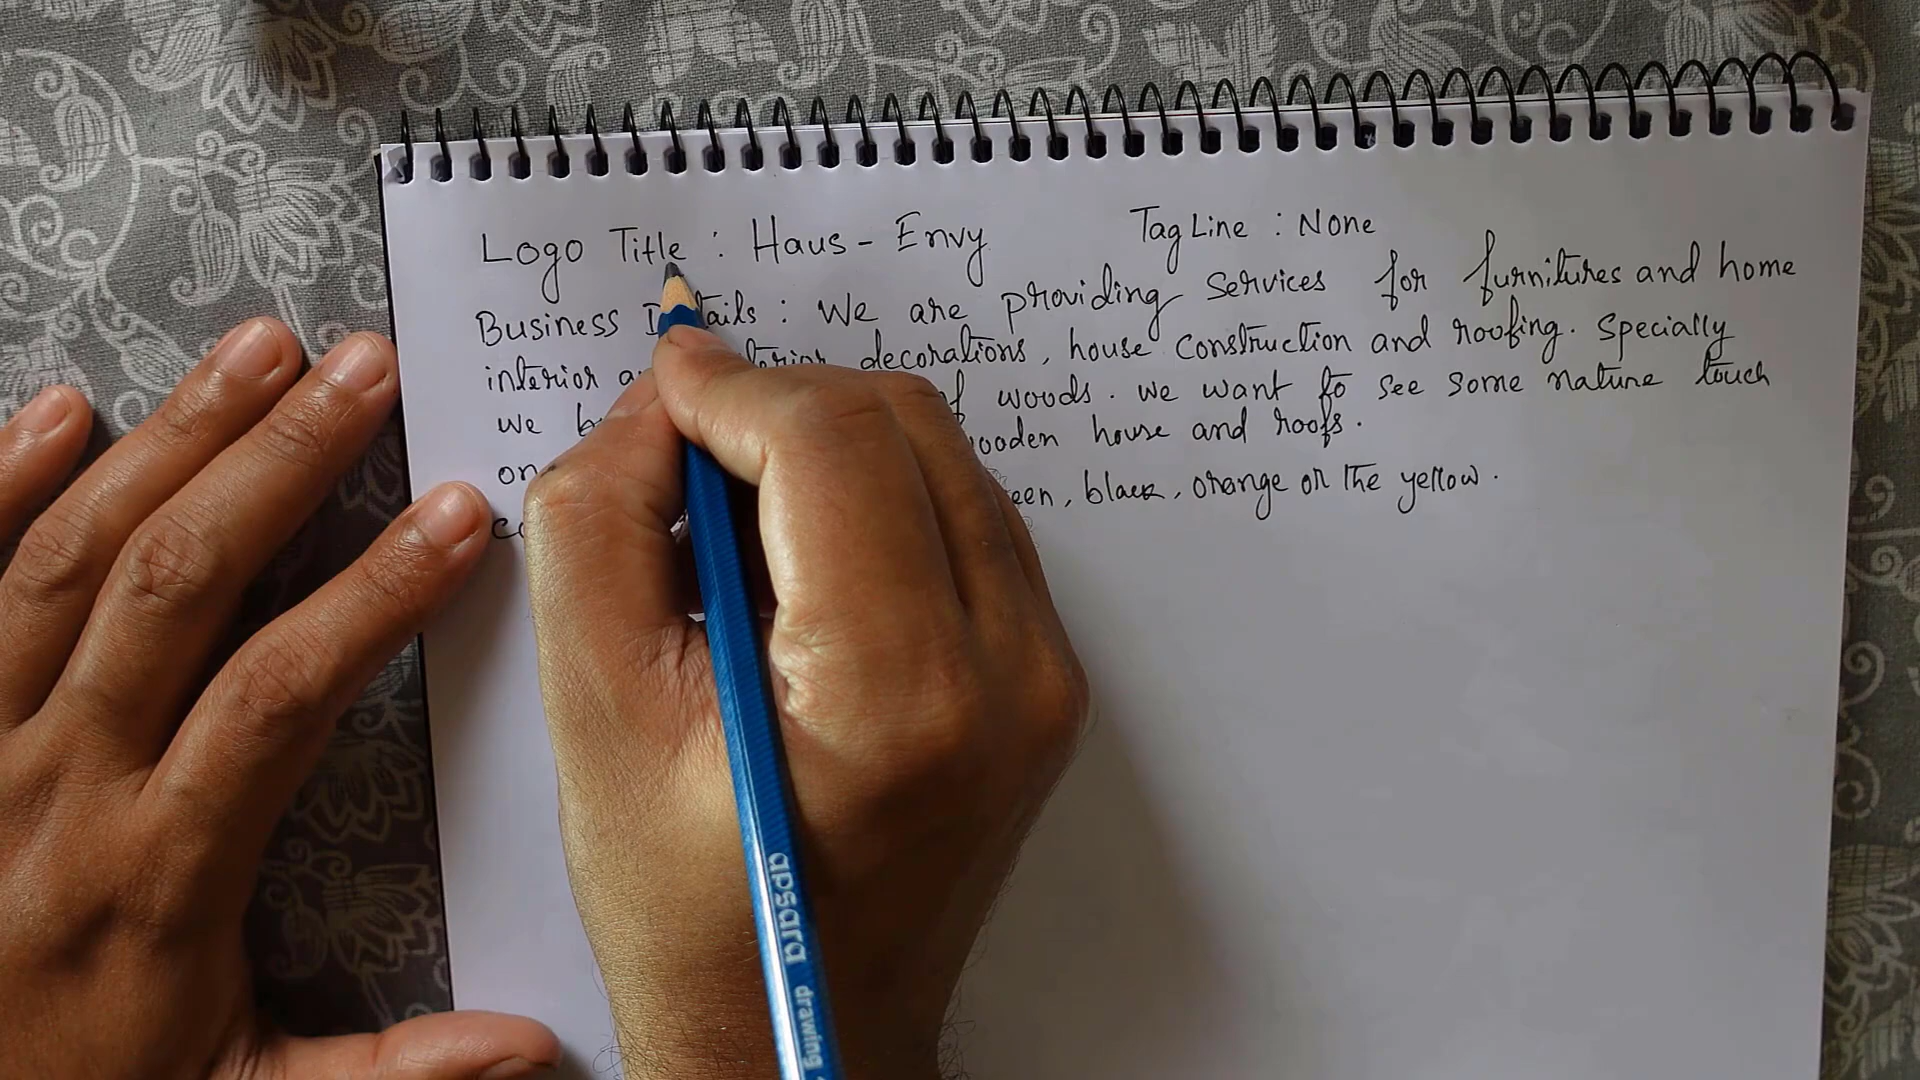 Logo Title : Haus - Envy Tag Line : None
Business Details : We are providing services for furnitures and home
interior decorations, house construction and roofing. Specially
we of woods. we want to see some nature touch
on wooden house and roofs.
black, orange or the yellow.
apsara drawing